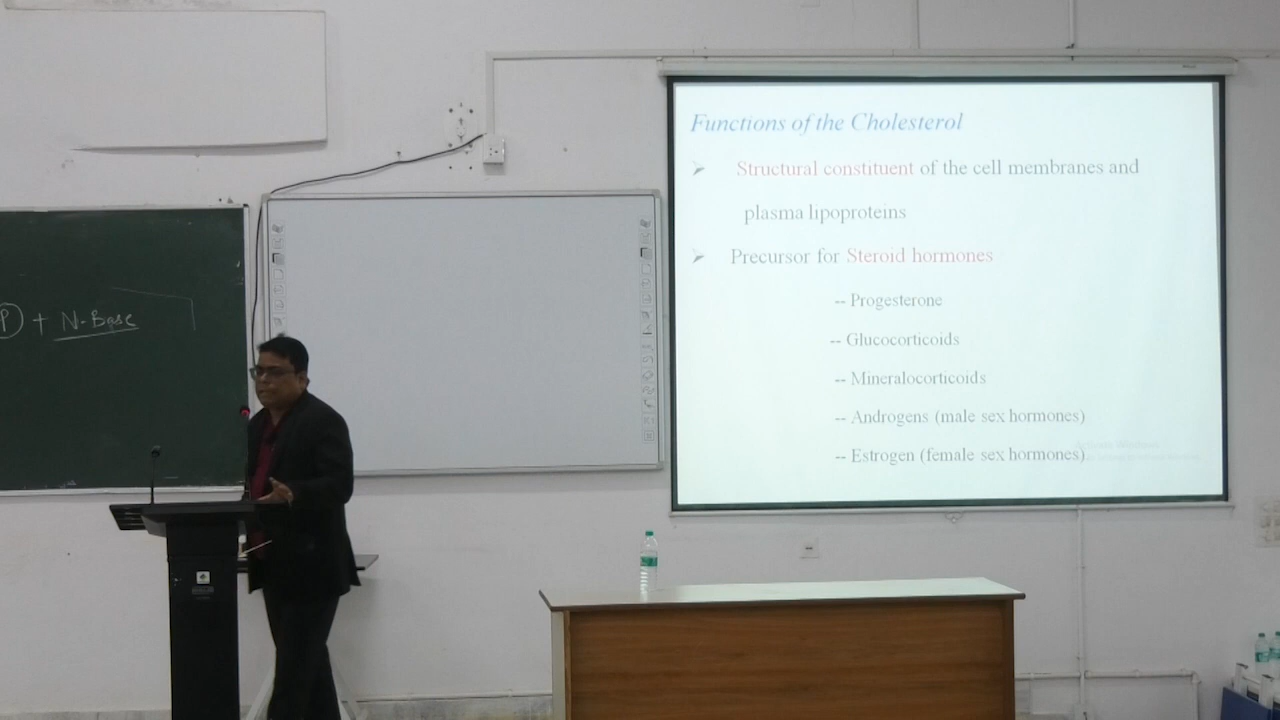 Functions of the Cholesterol
➢ Structural constituent of the cell membranes and
plasma lipoproteins
➢ Precursor for Steroid hormones
-- Progesterone
-- Glucocorticoids
-- Mineralocorticoids
-- Androgens (male sex hormones)
-- Estrogen (female sex hormones)
P + N-Base